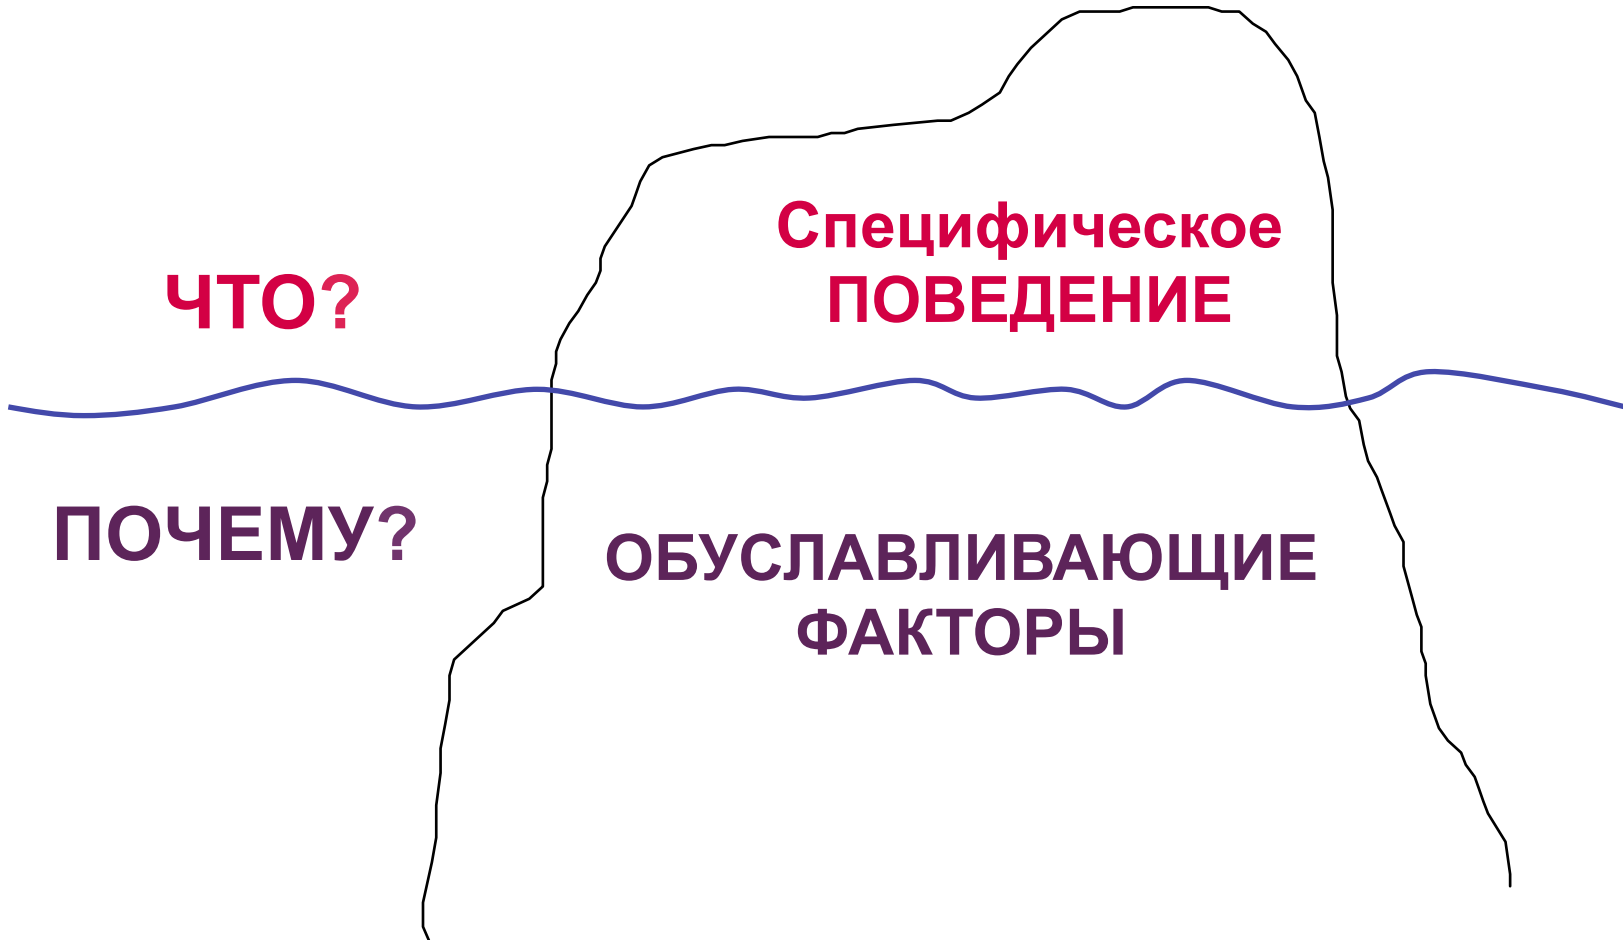 Специфическое
ПОВЕДЕНИЕ
ЧТО?
ПОЧЕМУ?
ОБУСЛАВЛИВАЮЩИЕ
ФАКТОРЫ